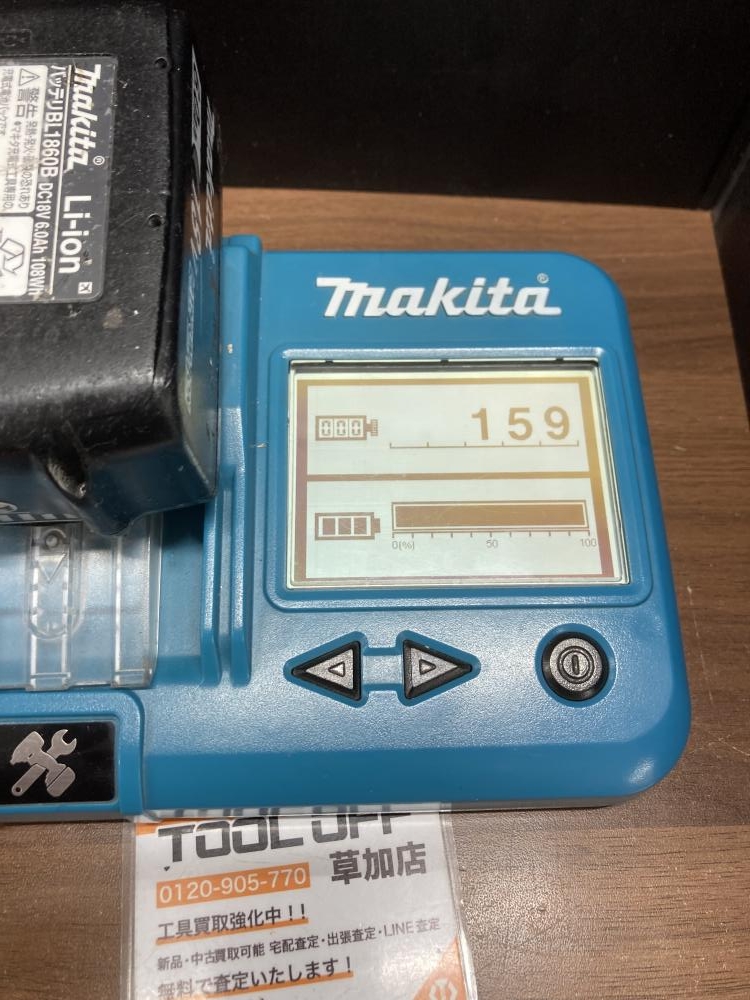 makita
バッテリBL1860B DC18V 6.0Ah 108Wh
Li-ion
警告
makita
159
0(%) 50 100
TOOL OFF
草加店
0120-905-770
工具買取強化中!!
新品・中古買取可能 宅配査定・出張査定・LINE査定
無料で査定いたします!